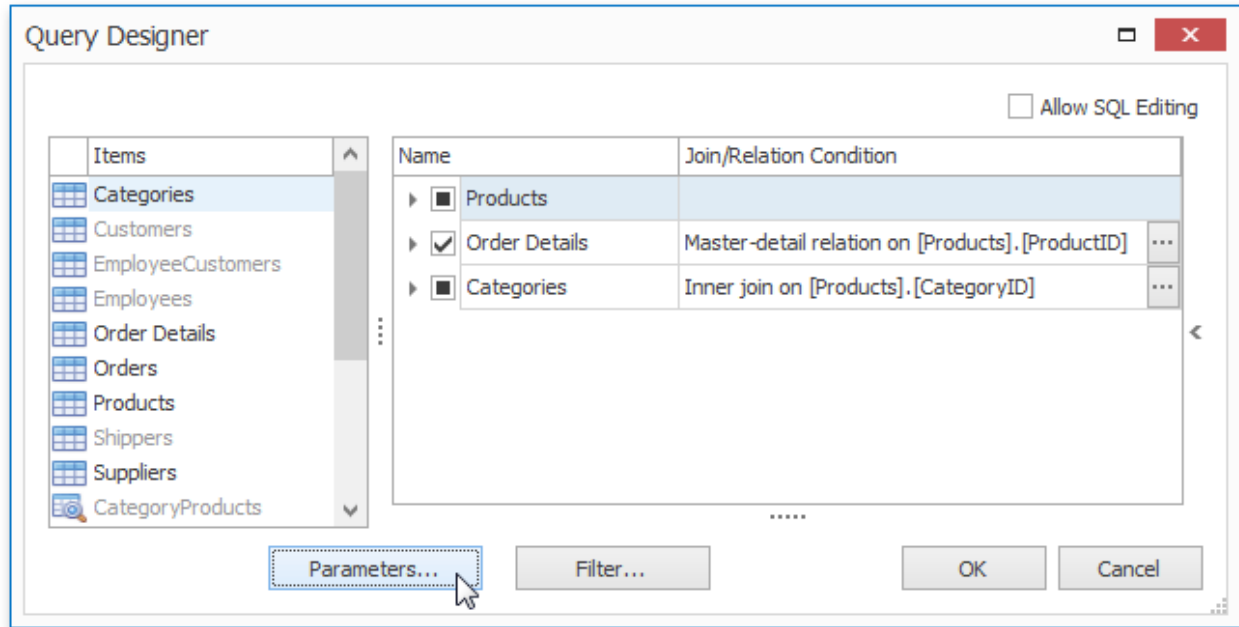 Query Designer
Allow SQL Editing
Items
Categories
Customers
EmployeeCustomers
Employees
Order Details
Orders
Products
Shippers
Suppliers
CategoryProducts
Name Join/Relation Condition
Products
Order Details Master-detail relation on [Products].[ProductID] ...
Categories Inner join on [Products].[CategoryID] ...
Parameters... Filter... OK Cancel